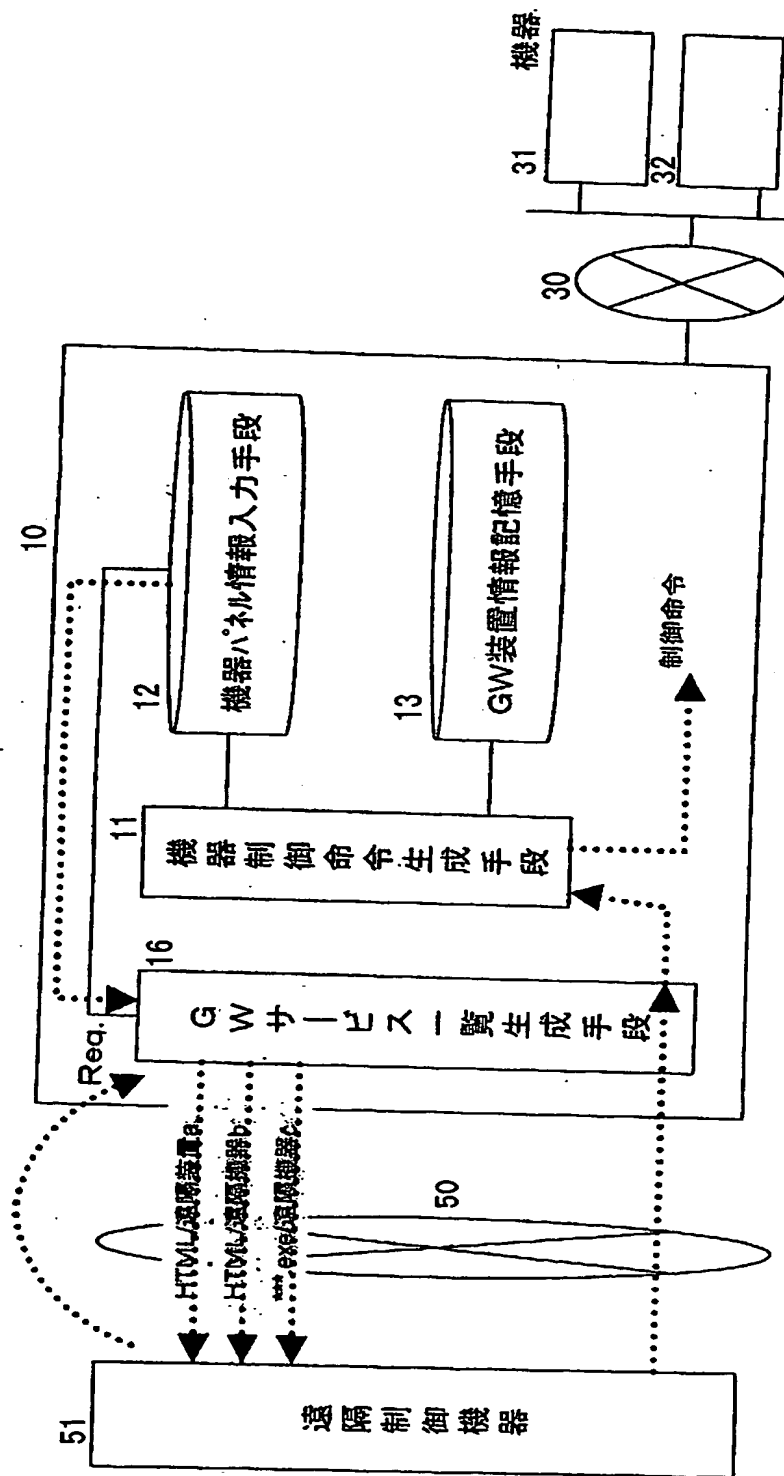 51
遠隔制御機器
50
HTML/遠隔装置a
HTML/遠隔機器b
***.exe/遠隔機器c
Req.
10
16
GWサービス一覧生成手段
11
機器制御命令生成手段
12
機器パネル情報入力手段
13
GW装置情報記憶手段
制御命令
30
機器
31
32